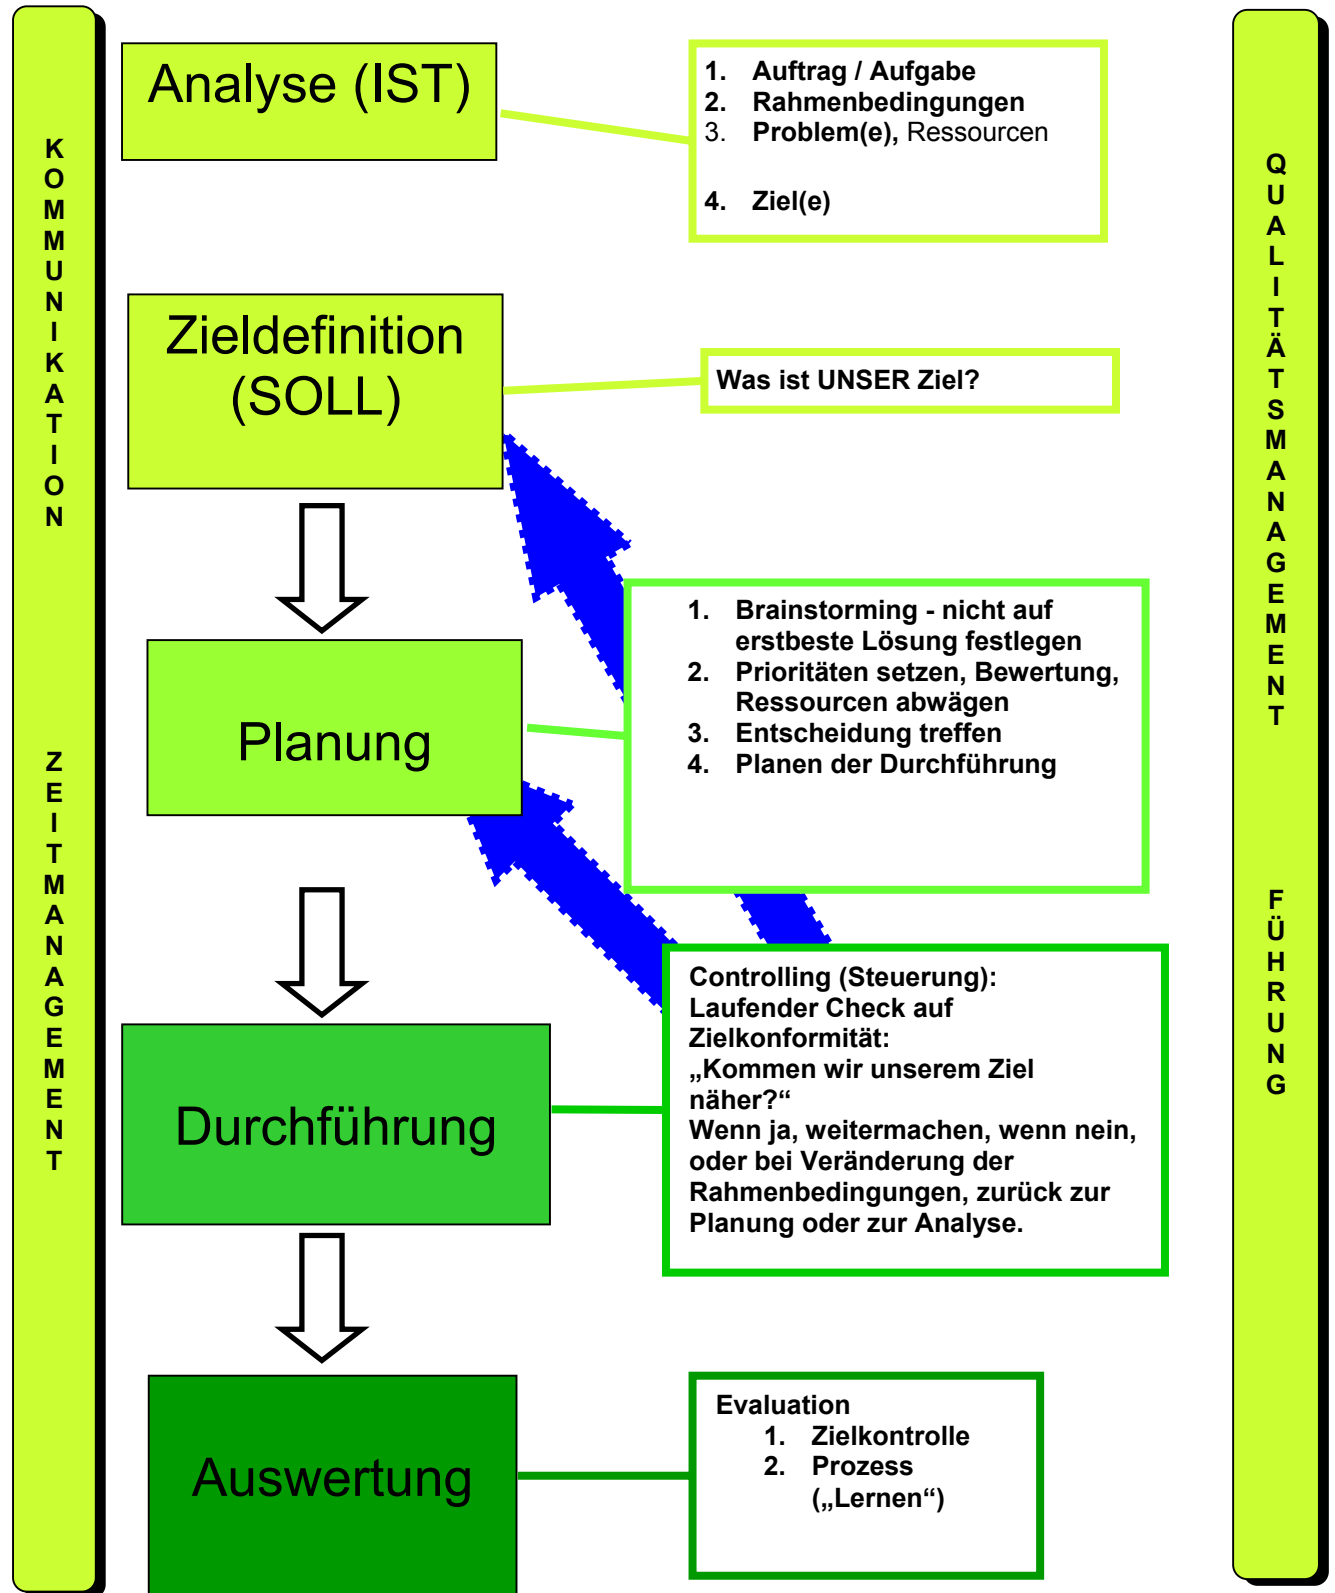 KOMMUNIKATION
ZEITMANAGEMENT
Analyse (IST)
1. Auftrag / Aufgabe
2. Rahmenbedingungen
3. Problem(e), Ressourcen
4. Ziel(e)
Zieldefinition
(SOLL)
Was ist UNSER Ziel?
Planung
1. Brainstorming - nicht auf
erstbeste Lösung festlegen
2. Prioritäten setzen, Bewertung,
Ressourcen abwägen
3. Entscheidung treffen
4. Planen der Durchführung
Durchführung
Controlling (Steuerung):
Laufender Check auf
Zielkonformität:
„Kommen wir unserem Ziel
näher?“
Wenn ja, weitermachen, wenn nein,
oder bei Veränderung der
Rahmenbedingungen, zurück zur
Planung oder zur Analyse.
Auswertung
Evaluation
1. Zielkontrolle
2. Prozess
(„Lernen“)
QUALITÄTSMANAGEMENT
FÜHRUNG